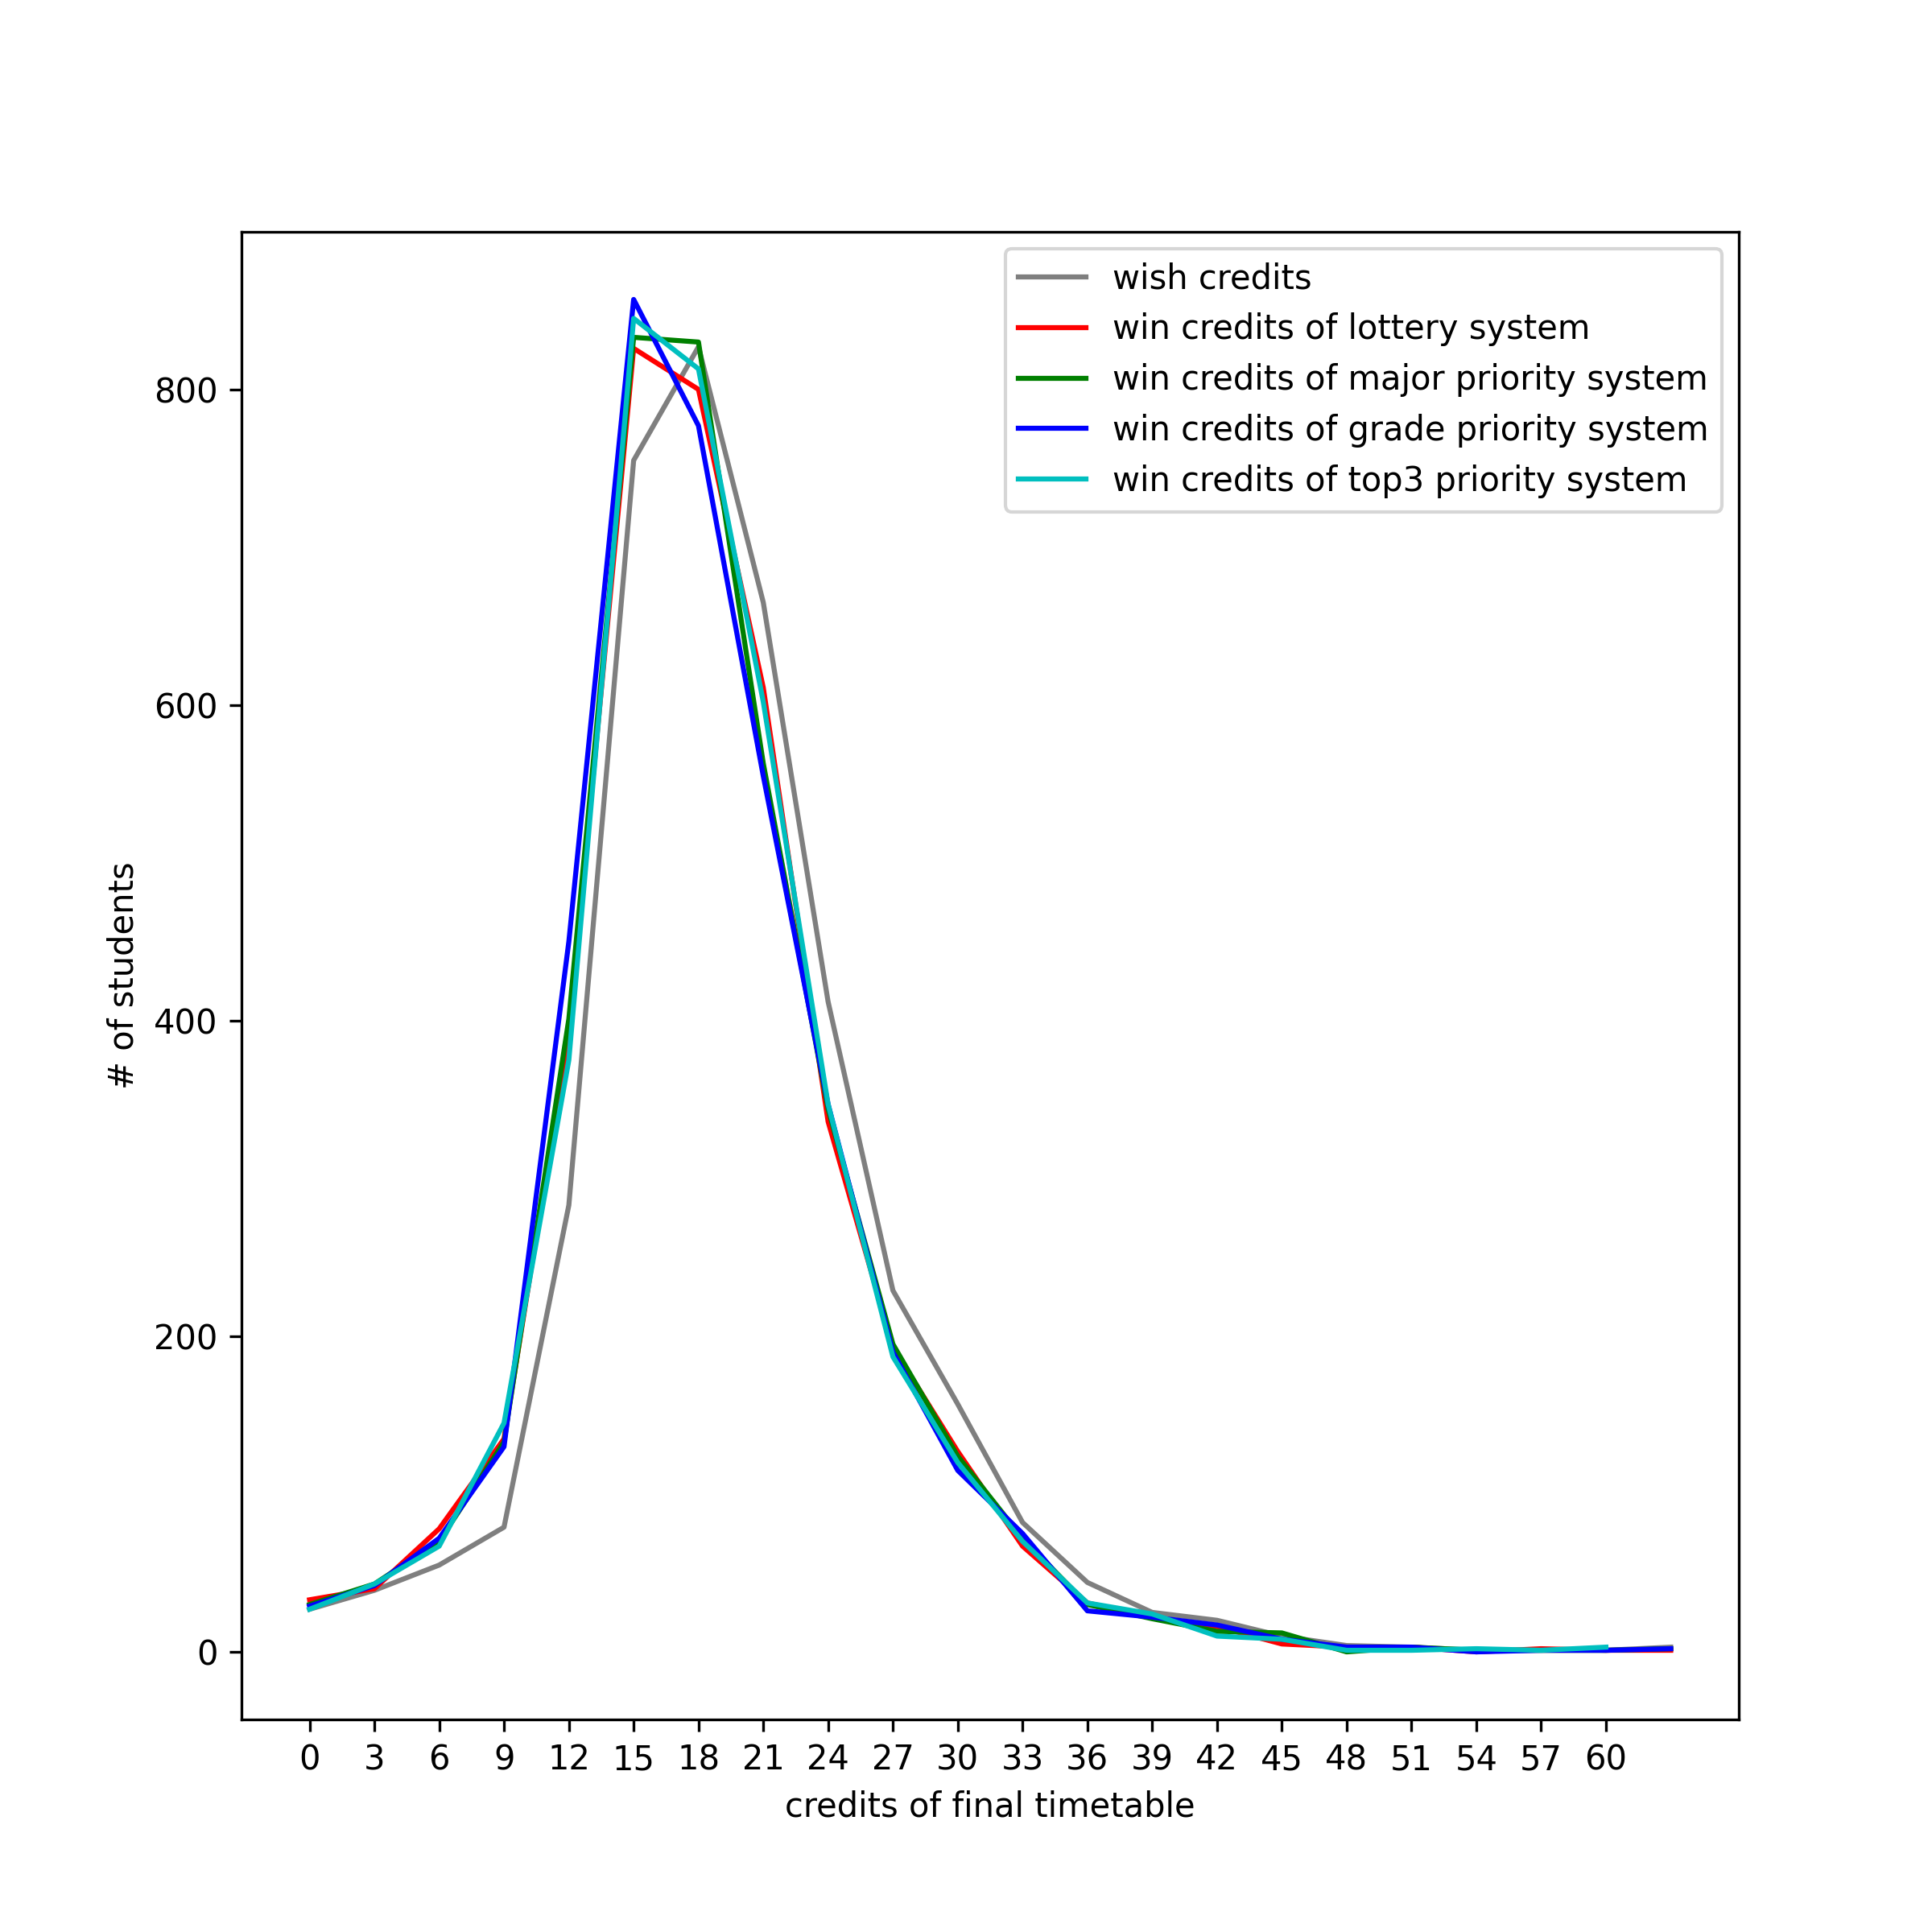 wish credits
win credits of lottery system
win credits of major priority system
win credits of grade priority system
win credits of top3 priority system
800
600
400
200
0
# of students
0 3 6 9 12 15 18 21 24 27 30 33 36 39 42 45 48 51 54 57 60
credits of final timetable